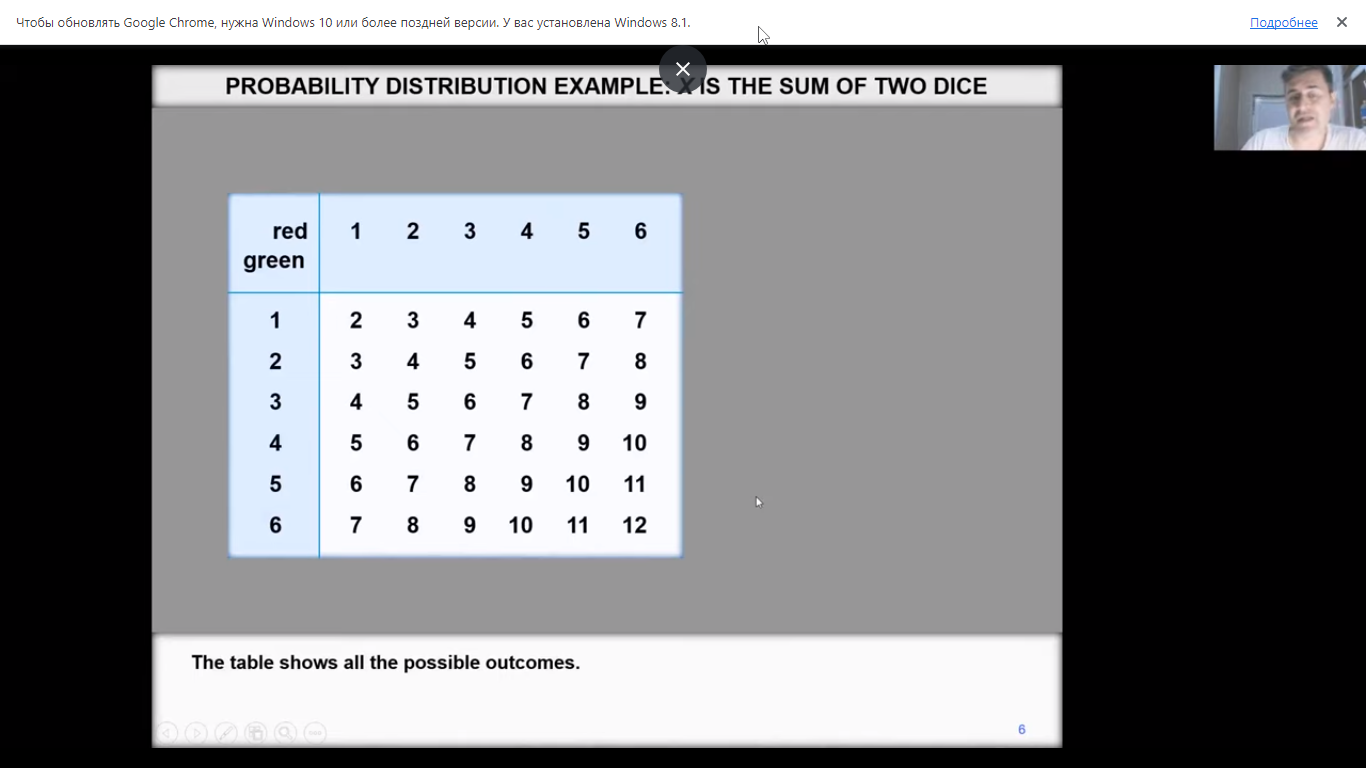 Чтобы обновлять Google Chrome, нужна Windows 10 или более поздней версии. У вас установлена Windows 8.1.
Подробнее
PROBABILITY DISTRIBUTION EXAMPLE: X IS THE SUM OF TWO DICE
red 1 2 3 4 5 6
green
1 2 3 4 5 6 7
2 3 4 5 6 7 8
3 4 5 6 7 8 9
4 5 6 7 8 9 10
5 6 7 8 9 10 11
6 7 8 9 10 11 12
The table shows all the possible outcomes.
6